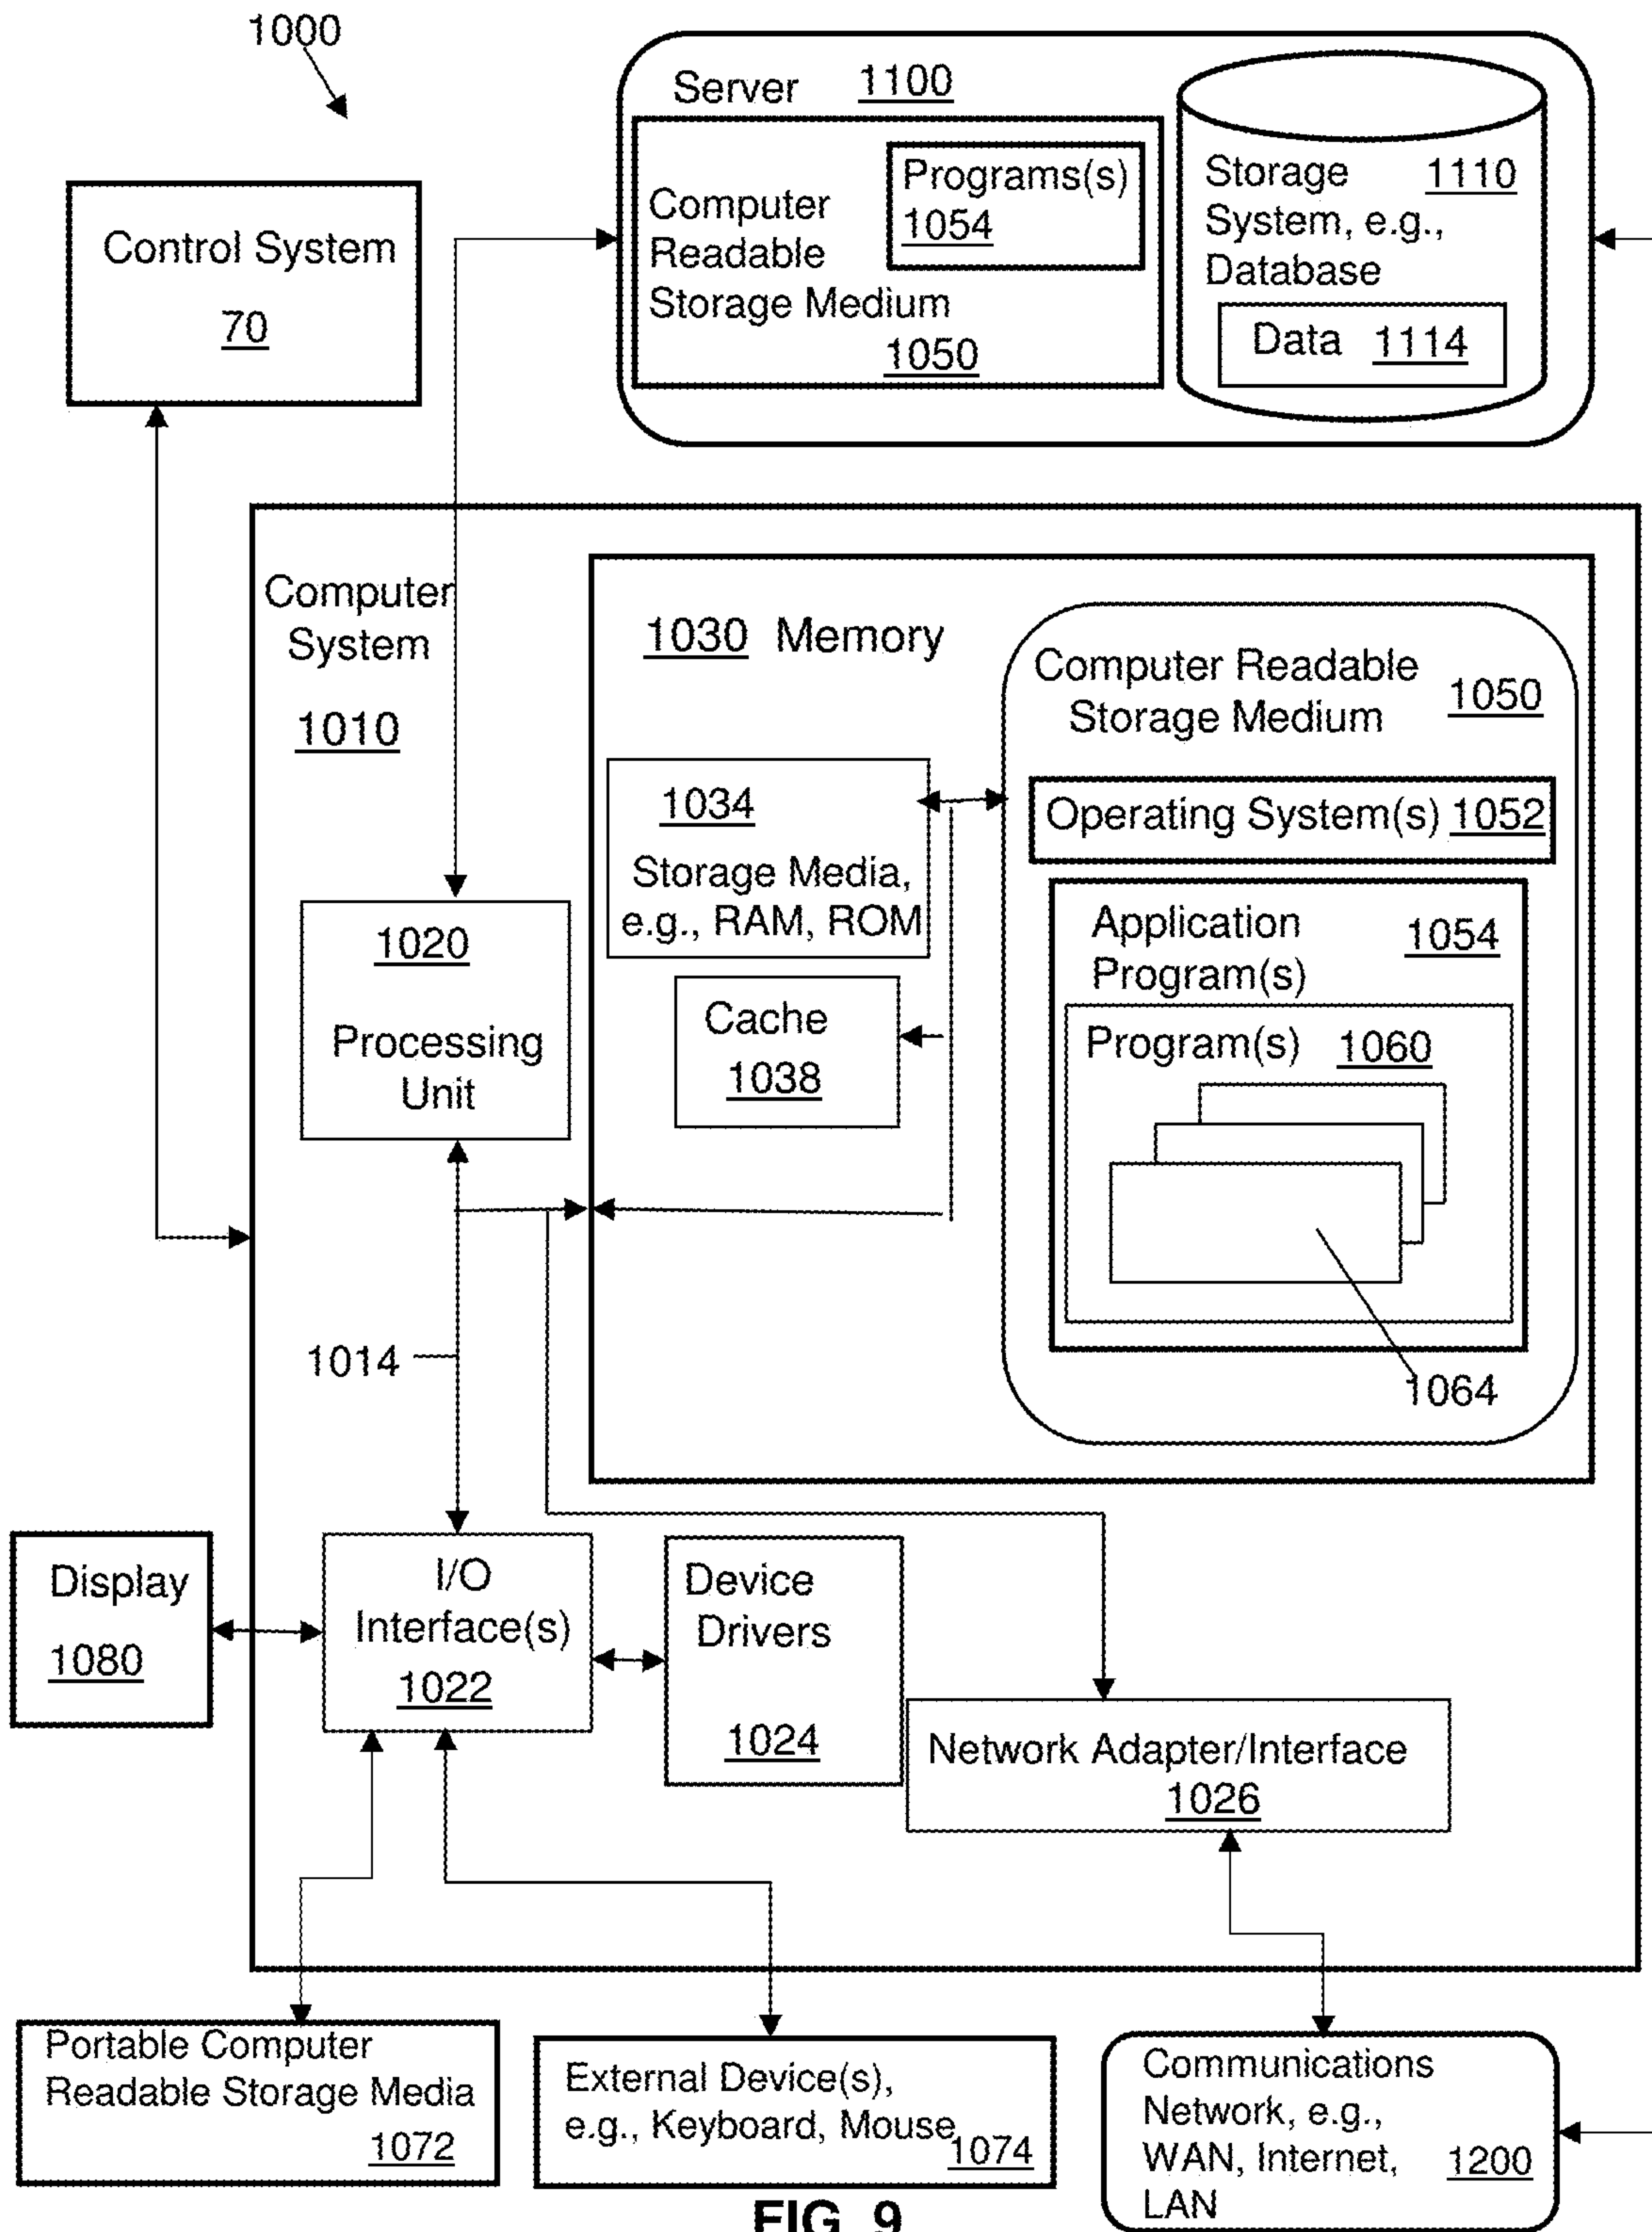 1000
Server 1100
Programs(s)
1054
Computer
Readable
Storage Medium
1050
Storage 1110
System, e.g.,
Database
Data 1114
Control System
70
Computer
System
1010
1030 Memory
Computer Readable
Storage Medium
1050
1034
Storage Media,
e.g., RAM, ROM
Operating System(s) 1052
Application
Program(s)
1054
1020
Processing
Unit
Cache
1038
Program(s) 1060
1014
1064
Display
1080
I/O
Interface(s)
1022
Device
Drivers
1024
Network Adapter/Interface
1026
Portable Computer
Readable Storage Media
1072
External Device(s),
e.g., Keyboard, Mouse
1074
Communications
Network, e.g.,
WAN, Internet,
LAN
1200
FIG. 9